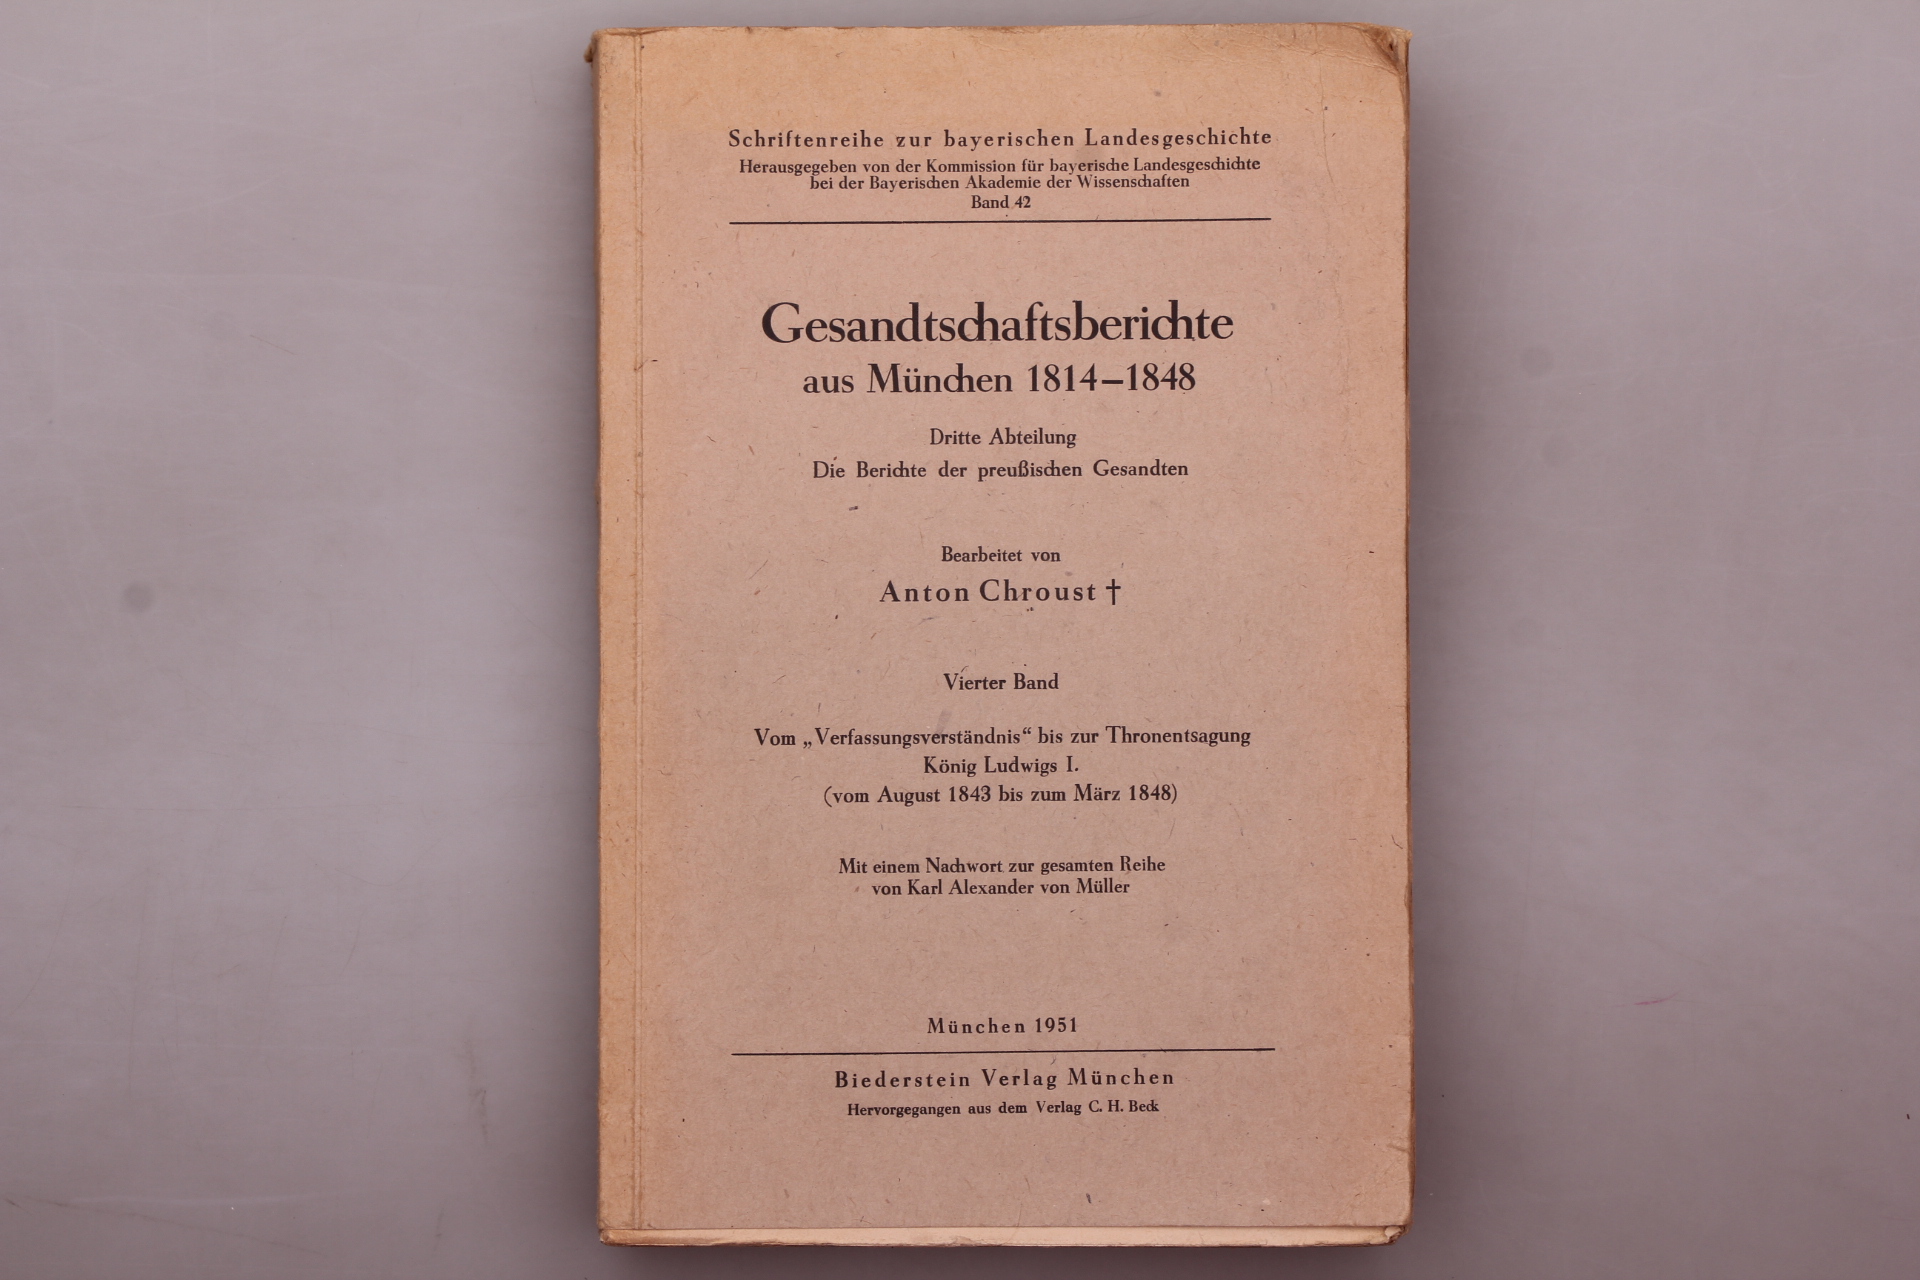 Schriftenreihe zur bayerischen Landesgeschichte
Herausgegeben von der Kommission für bayerische Landesgeschichte
bei der Bayerischen Akademie der Wissenschaften
Band 42
Gesandtschaftsberichte
aus München 1814–1848
Dritte Abteilung
Die Berichte der preußischen Gesandten
Bearbeitet von
Anton Chroust †
Vierter Band
Vom „Verfassungsverständnis“ bis zur Thronentsagung
König Ludwigs I.
(vom August 1843 bis zum März 1848)
Mit einem Nachwort zur gesamten Reihe
von Karl Alexander von Müller
München 1951
Biederstein Verlag München
Hervorgegangen aus dem Verlag C. H. Beck